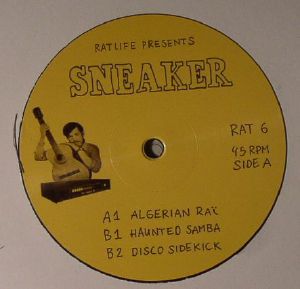 RATLIFE PRESENTS
SNEAKER
RAT 6
45 RPM
SIDE A
A1 ALGERIAN RAÏ
B1 HAUNTED SAMBA
B2 DISCO SIDEKICK